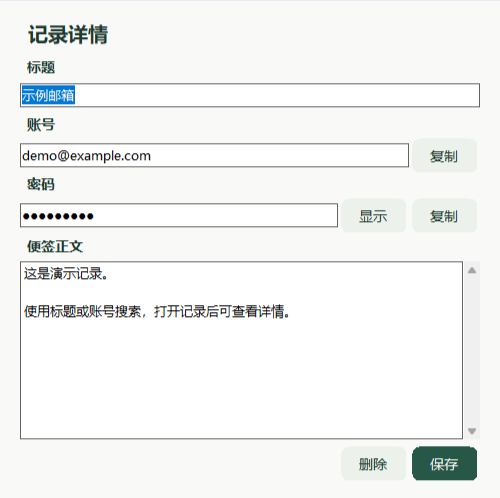 记录详情
标题
示例邮箱
账号
demo@example.com
复制
密码
●●●●●●●●●
显示
复制
便签正文
这是演示记录。
使用标题或账号搜索，打开记录后可查看详情。
删除
保存